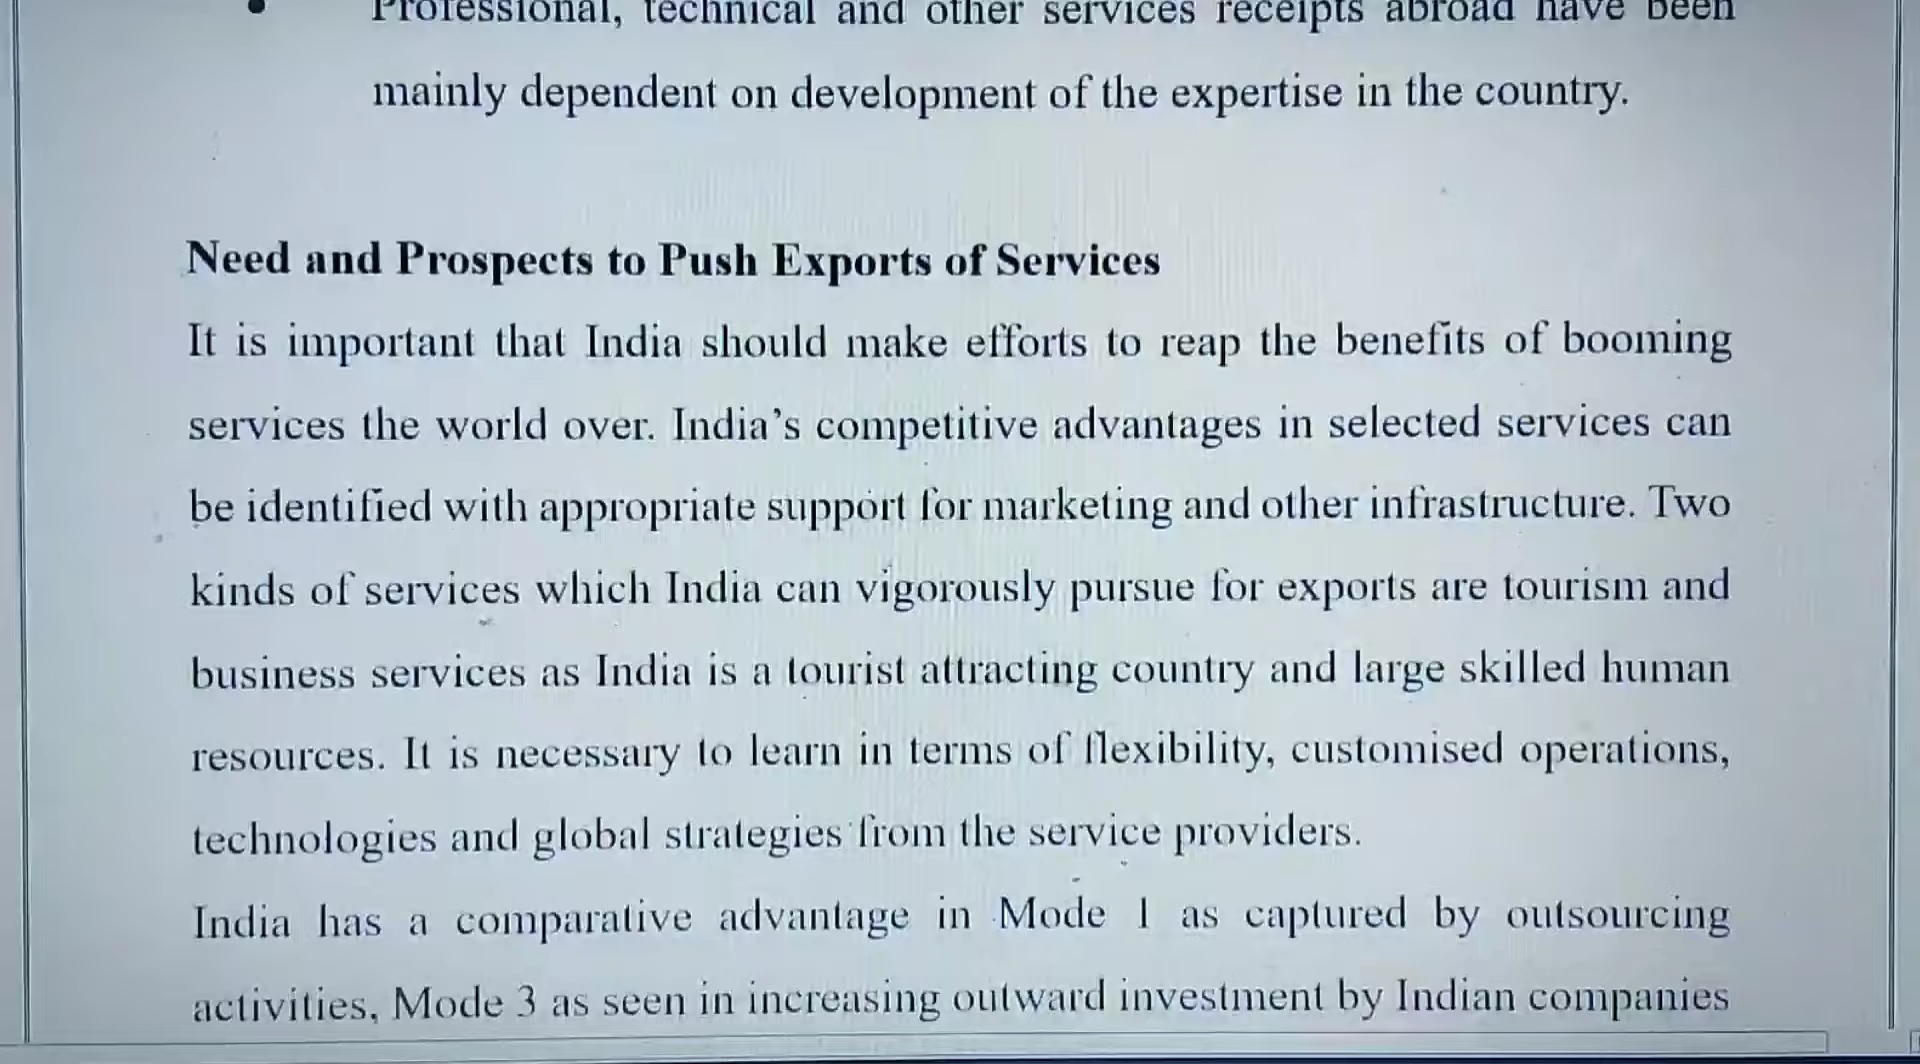 • Professional, technical and other services receipts abroad have been
mainly dependent on development of the expertise in the country.
Need and Prospects to Push Exports of Services
It is important that India should make efforts to reap the benefits of booming
services the world over. India’s competitive advantages in selected services can
be identified with appropriate support for marketing and other infrastructure. Two
kinds of services which India can vigorously pursue for exports are tourism and
business services as India is a tourist attracting country and large skilled human
resources. It is necessary to learn in terms of flexibility, customised operations,
technologies and global strategies from the service providers.
India has a comparative advantage in Mode 1 as captured by outsourcing
activities, Mode 3 as seen in increasing outward investment by Indian companies